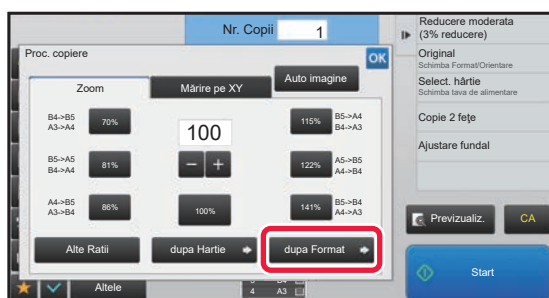 Nr. Copii 1
Proc. copiere
OK
Zoom
Mărire pe XY
Auto imagine
B4->B5
A3->A4
70%
100
115%
B5->A4
B4->A3
B5->A5
B4->A4
81%
122%
A5->B5
A4->B4
A4->B5
A3->B4
86%
100%
141%
B5->B4
A4->A3
Alte Ratii
dupa Hartie
dupa Format
Altele
4 A3
Reducere moderata
(3% reducere)
Original
Schimba Format/Orientare
Select. hârtie
Schimba tava de alimentare
Copie 2 feţe
Ajustare fundal
Previzualiz.
CA
Start